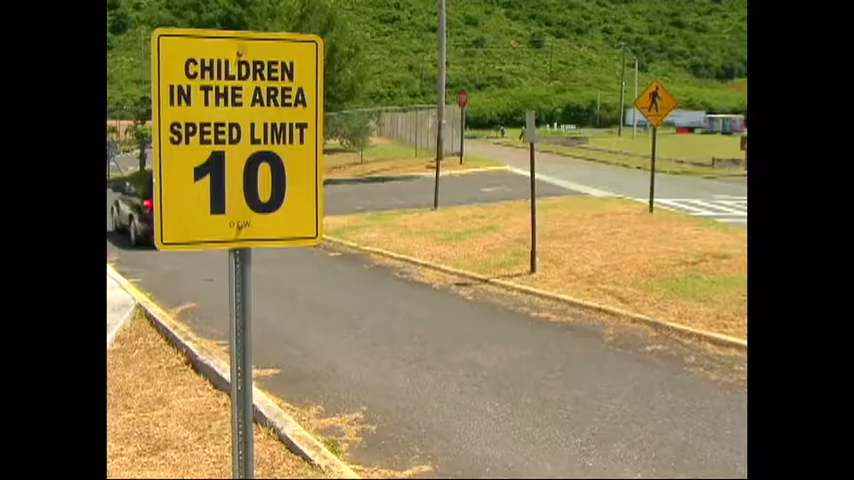 CHILDREN
IN THE AREA
SPEED LIMIT
10